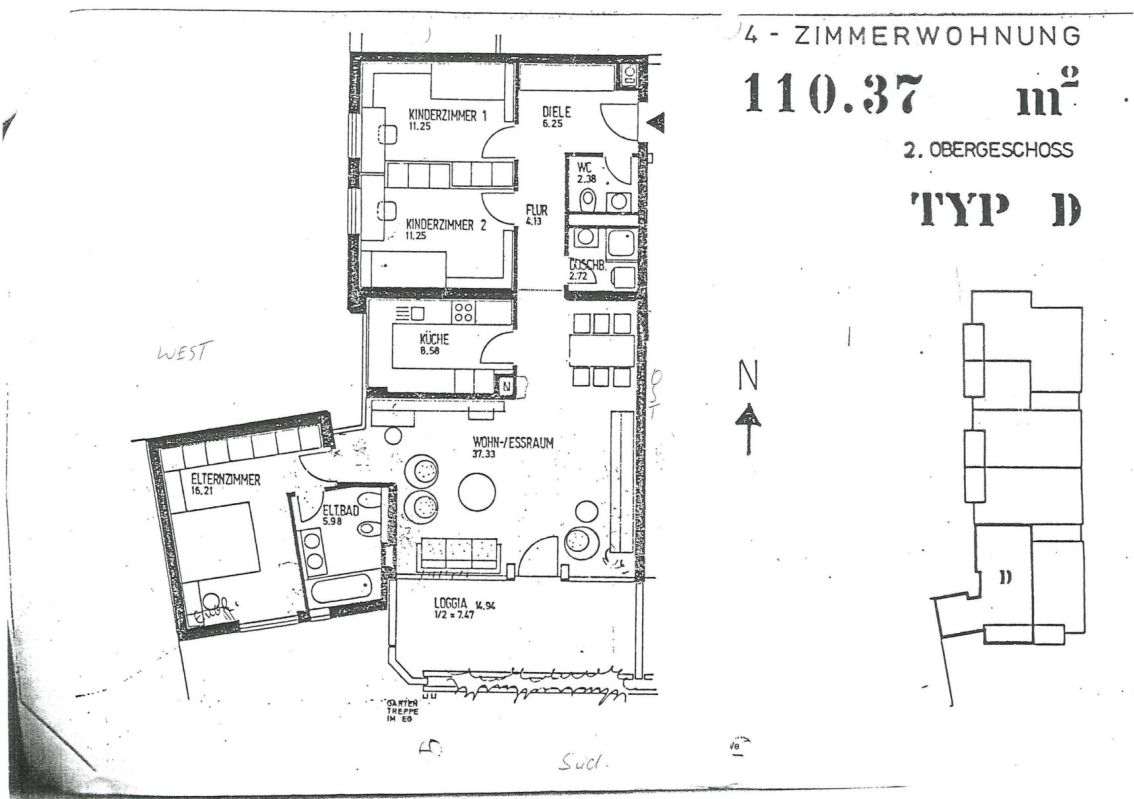 4 - ZIMMERWOHNUNG
110.37 m²
2. OBERGESCHOSS
TYP D
KINDERZIMMER 1
11.25
DIELE
6.25
WC
2.38
FLUR
4.13
KINDERZIMMER 2
11.25
DUSCHB.
2.72
KÜCHE
8.58
N
WEST
OST
N
WOHN-/ESSRAUM
37.33
ELTERNZIMMER
16.21
ELT.BAD
5.98
D
LOGGIA 14.94
1/2 = 7.47
GARTEN
TREPPE
IM EG
Süd.